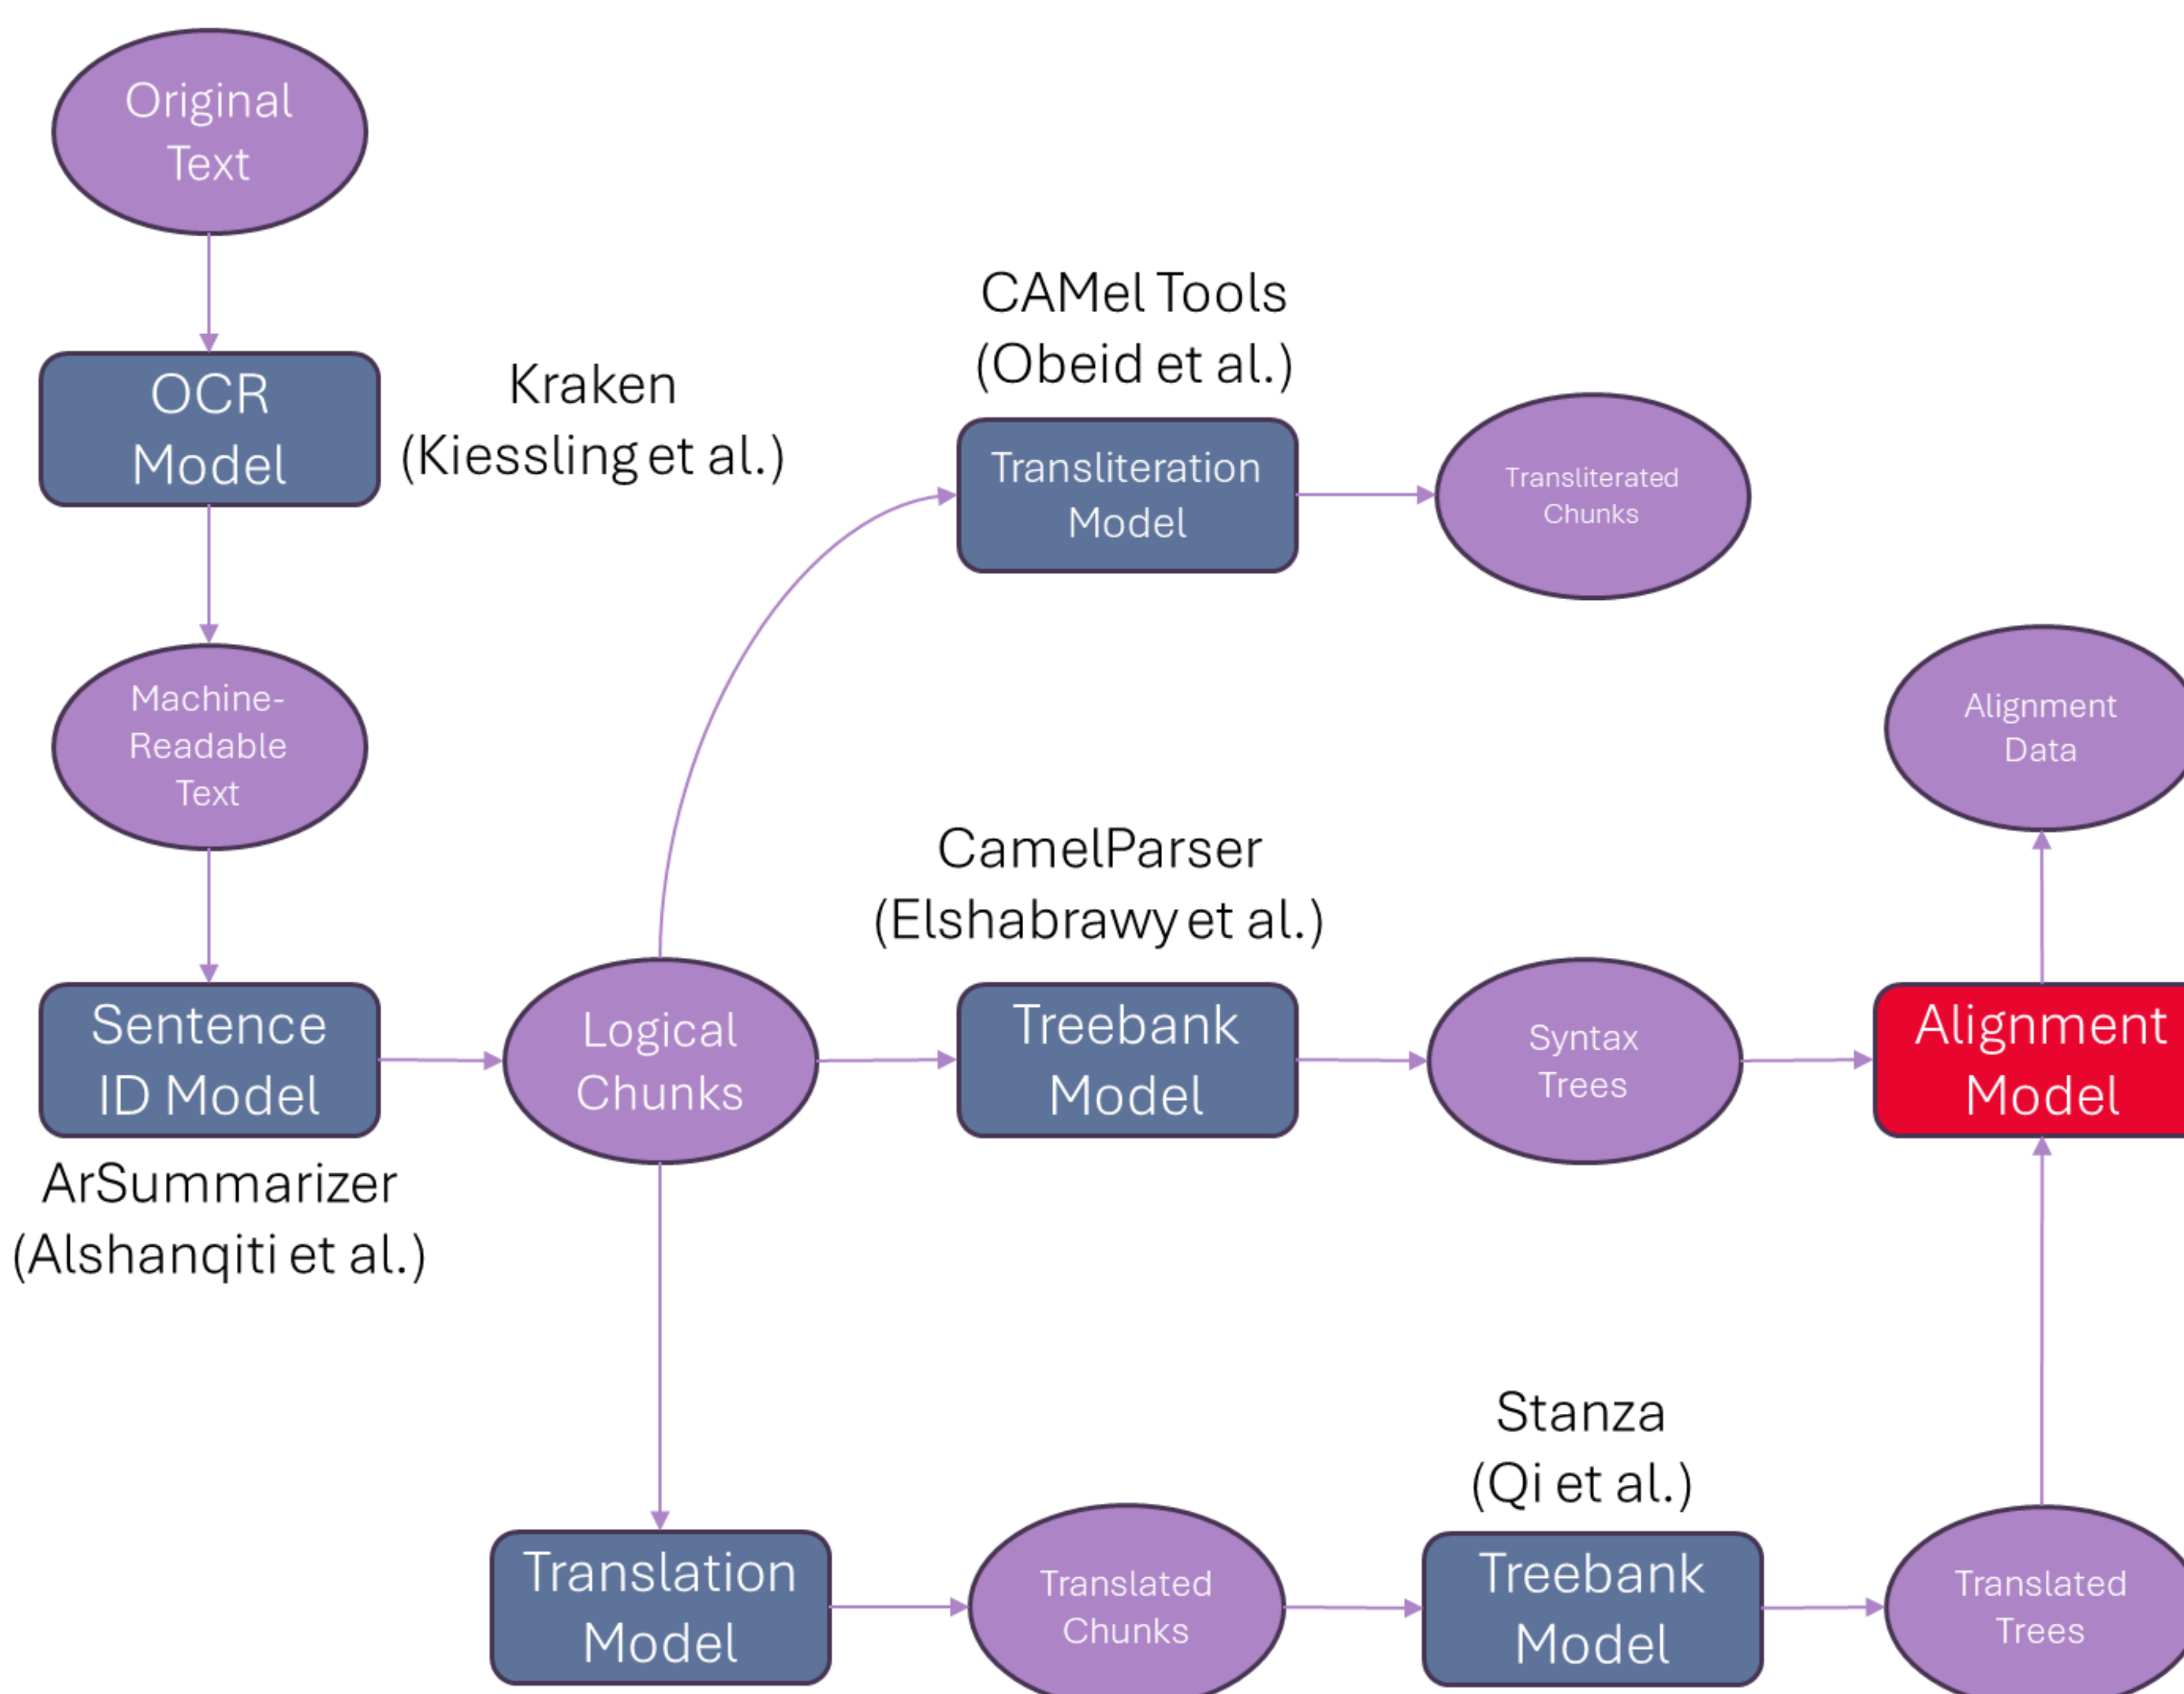 Original
Text
OCR
Model
Kraken
(Kiessling et al.)
CAMel Tools
(Obeid et al.)
Transliteration
Model
Transliterated
Chunks
Machine-
Readable
Text
Alignment
Data
CamelParser
(Elshabrawy et al.)
Sentence
ID Model
Logical
Chunks
Treebank
Model
Syntax
Trees
Alignment
Model
ArSummarizer
(Alshanqiti et al.)
Stanza
(Qi et al.)
Translation
Model
Translated
Chunks
Treebank
Model
Translated
Trees